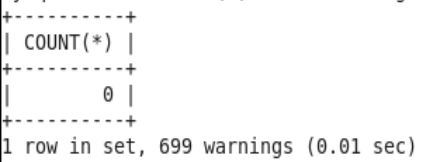 +----------+
| COUNT(*) |
+----------+
|        0 |
+----------+
1 row in set, 699 warnings (0.01 sec)